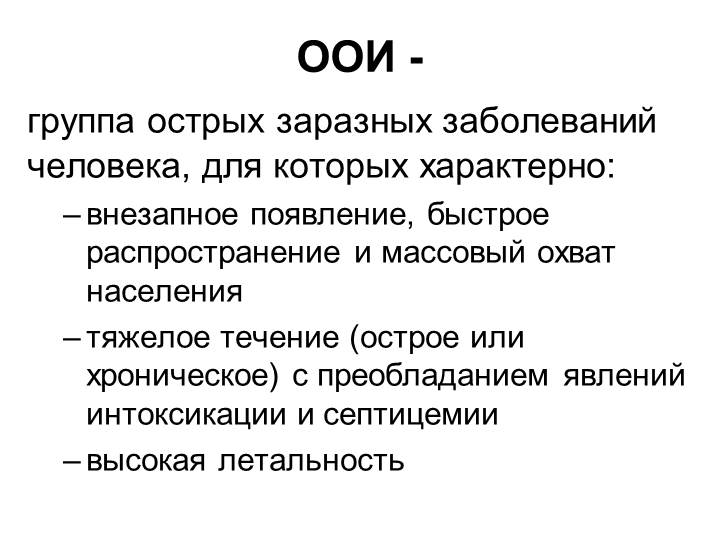 ООИ -
группа острых заразных заболеваний
человека, для которых характерно:
– внезапное появление, быстрое
распространение и массовый охват
населения
– тяжелое течение (острое или
хроническое) с преобладанием явлений
интоксикации и септицемии
– высокая летальность